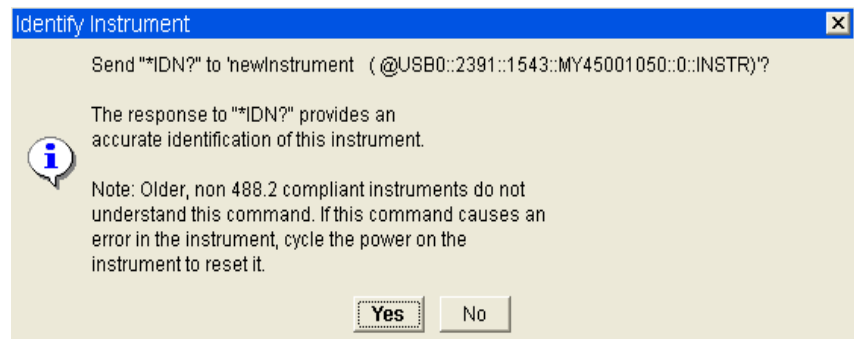 Identify Instrument
Send "*IDN?" to 'newInstrument ( @USB0::2391::1543::MY45001050::0::INSTR)'?
The response to "*IDN?" provides an
accurate identification of this instrument.
Note: Older, non 488.2 compliant instruments do not
understand this command. If this command causes an
error in the instrument, cycle the power on the
instrument to reset it.
Yes No